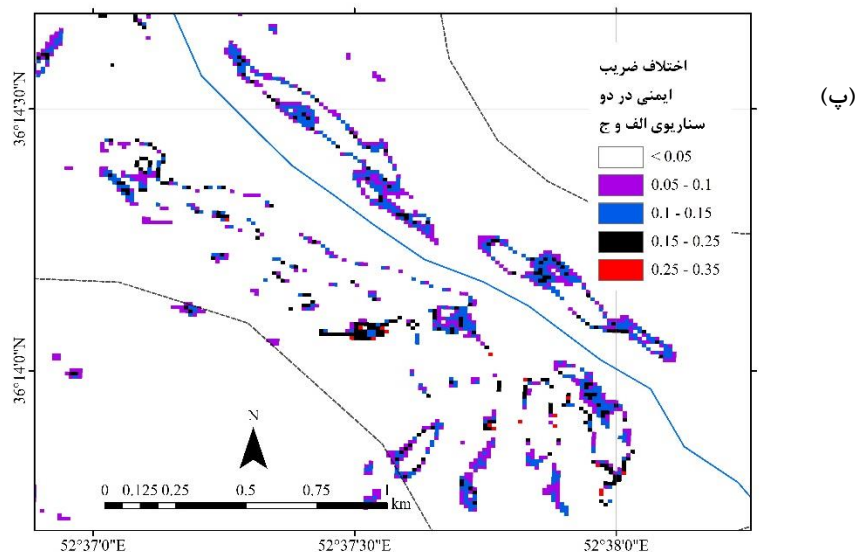 (پ)
اختلاف ضریب
ایمنی در دو
سناریوی الف و ج
< 0.05
0.05 - 0.1
0.1 - 0.15
0.15 - 0.25
0.25 - 0.35
36°14'30"N
36°14'0"N
N
0 0.125 0.25 0.5 0.75 1
km
52°37'0"E 52°37'30"E 52°38'0"E